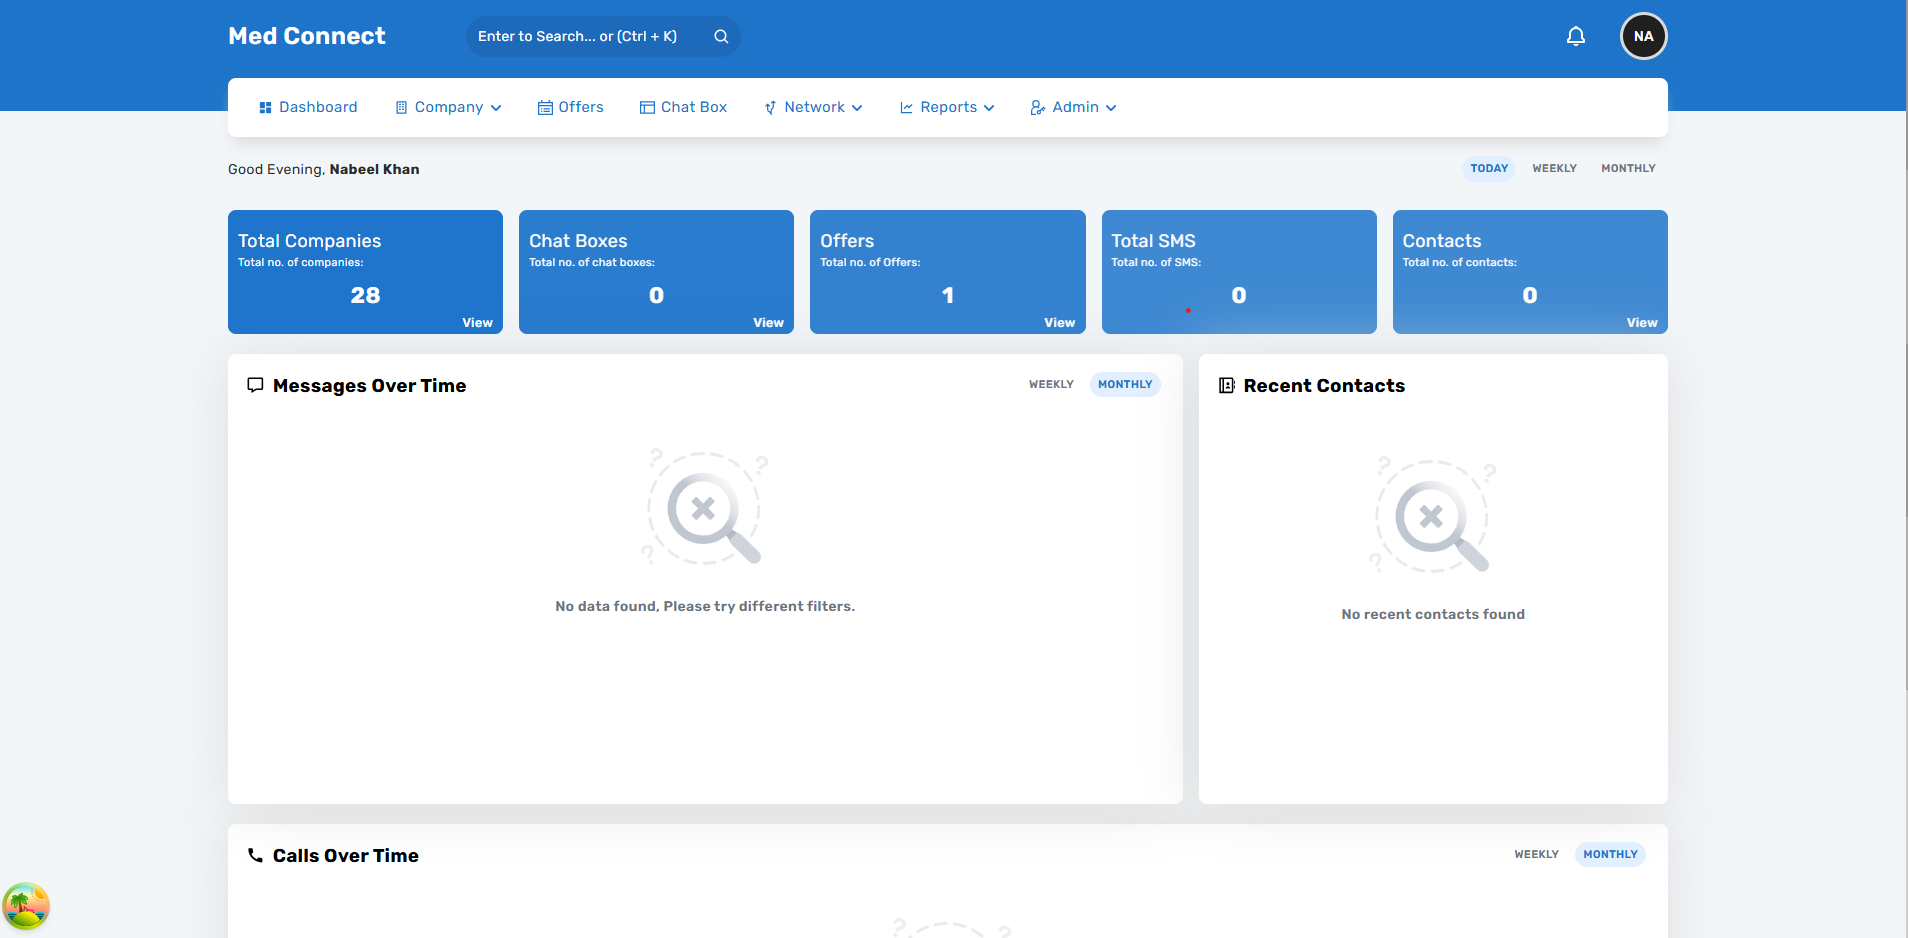 Med Connect
Enter to Search... or (Ctrl + K)
NA
Dashboard
Company
Offers
Chat Box
Network
Reports
Admin
Good Evening, Nabeel Khan
TODAY WEEKLY MONTHLY
Total Companies
Total no. of companies:
28
View
Chat Boxes
Total no. of chat boxes:
0
View
Offers
Total no. of Offers:
1
View
Total SMS
Total no. of SMS:
0
Contacts
Total no. of contacts:
0
View
Messages Over Time
WEEKLY MONTHLY
? ?
?
No data found, Please try different filters.
Recent Contacts
? ?
?
No recent contacts found
Calls Over Time
WEEKLY MONTHLY
? ?